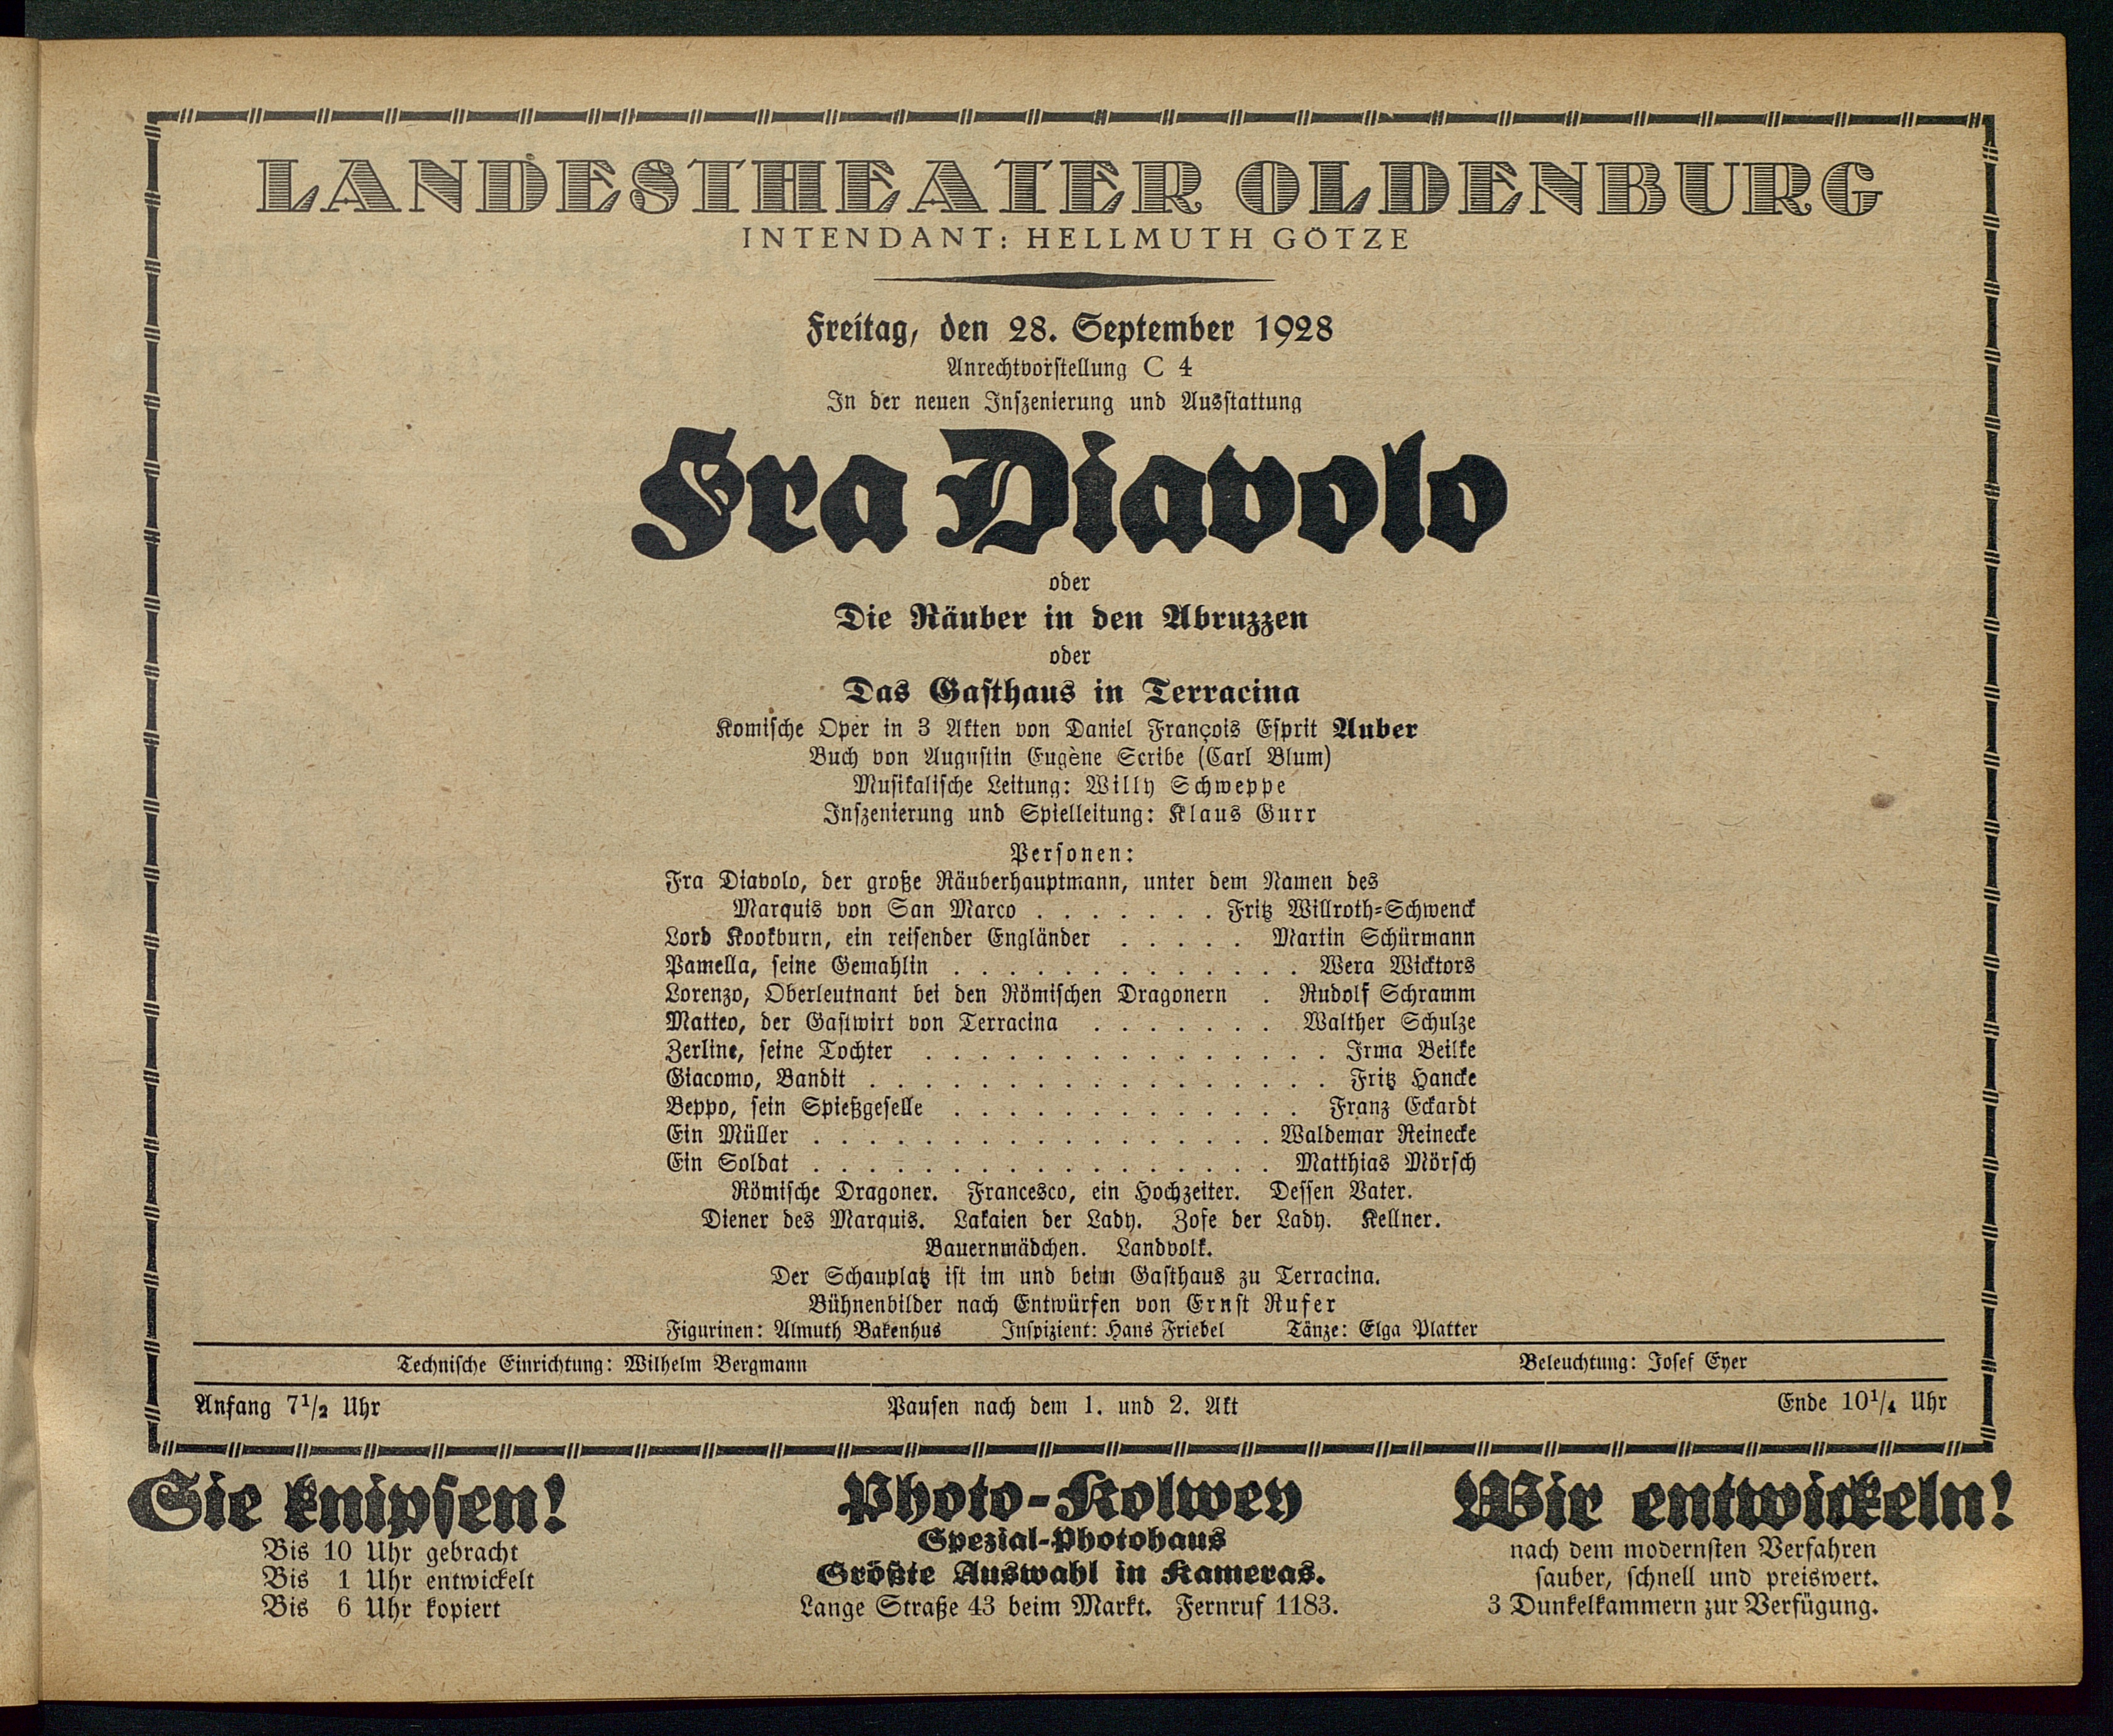 LANDESTHEATER OLDENBURG
INTENDANT: HELLMUTH GÖTZE
Freitag, den 28. September 1928
Anrechtvorstellung C 4
In der neuen Inszenierung und Ausstattung
Fra Diavolo
oder
Die Räuber in den Abruzzen
oder
Das Gasthaus in Terracina
Komische Oper in 3 Akten von Daniel François Esprit Auber
Buch von Augustin Eugène Scribe (Carl Blum)
Musikalische Leitung: Willy Schweppe
Inszenierung und Spielleitung: Klaus Gurr
Personen:
Fra Diavolo, der große Räuberhauptmann, unter dem Namen des
Marquis von San Marco . . . . . . . Fritz Willroth-Schwenck
Lord Kookburn, ein reisender Engländer . . . . . Martin Schürmann
Pamella, seine Gemahlin . . . . . . . . . . . . . Wera Wicktors
Lorenzo, Oberleutnant bei den Römischen Dragonern . Rudolf Schramm
Matteo, der Gastwirt von Terracina . . . . . . . Walther Schulze
Zerline, seine Tochter . . . . . . . . . . . . . . . Irma Beilke
Giacomo, Bandit . . . . . . . . . . . . . . . . . Fritz Hancke
Beppo, sein Spießgeselle . . . . . . . . . . . . . Franz Eckardt
Ein Müller . . . . . . . . . . . . . . . . . Waldemar Reinecke
Ein Soldat . . . . . . . . . . . . . . . . . Matthias Mörsch
Römische Dragoner. Francesco, ein Hochzeiter. Dessen Vater.
Diener des Marquis. Lakaien der Lady. Zofe der Lady. Kellner.
Bauernmädchen. Landvolk.
Der Schauplatz ist im und beim Gasthaus zu Terracina.
Bühnenbilder nach Entwürfen von Ernst Rufer
Figurinen: Almuth Bakenhus Inspizient: Hans Friedel Tänze: Elga Platter
Technische Einrichtung: Wilhelm Bergmann Beleuchtung: Josef Eyer
Anfang 7½ Uhr Pausen nach dem 1. und 2. Akt Ende 10¼ Uhr
Sie knipsen!
Bis 10 Uhr gebracht
Bis 1 Uhr entwickelt
Bis 6 Uhr kopiert
Photo-Kolwey
Spezial-Photohaus
Größte Auswahl in Kameras.
Lange Straße 43 beim Markt. Fernruf 1183.
Wir entwickeln!
nach dem modernsten Verfahren
sauber, schnell und preiswert.
3 Dunkelkammern zur Verfügung.